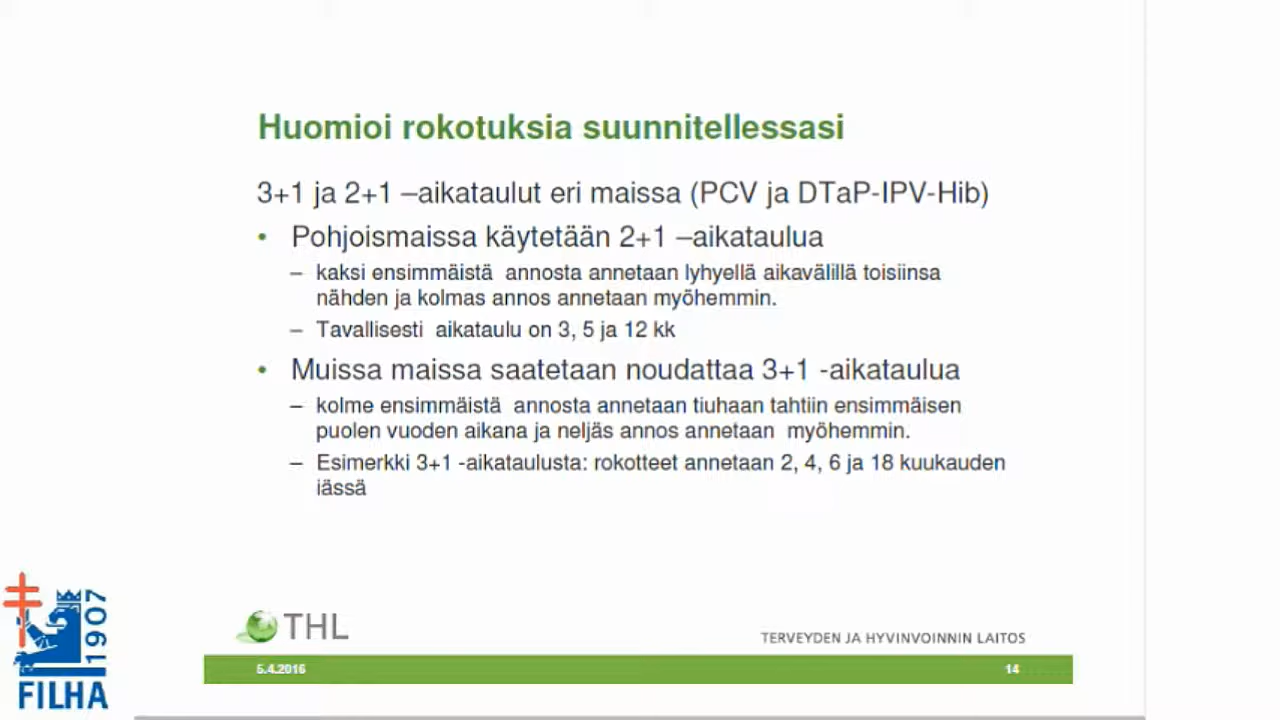 Huomioi rokotuksia suunnitellessasi
3+1 ja 2+1 –aikataulut eri maissa (PCV ja DTaP-IPV-Hib)
• Pohjoismaissa käytetään 2+1 –aikataulua
– kaksi ensimmäistä annosta annetaan lyhyellä aikavälillä toisiinsa
nähden ja kolmas annos annetaan myöhemmin.
– Tavallisesti aikataulu on 3, 5 ja 12 kk
• Muissa maissa saatetaan noudattaa 3+1 -aikataulua
– kolme ensimmäistä annosta annetaan tiuhaan tahtiin ensimmäisen
puolen vuoden aikana ja neljäs annos annetaan myöhemmin.
– Esimerkki 3+1 -aikataulusta: rokotteet annetaan 2, 4, 6 ja 18 kuukauden
iässä
THL
TERVEYDEN JA HYVINVOINNIN LAITOS
5.4.2016
14
1907
FILHA